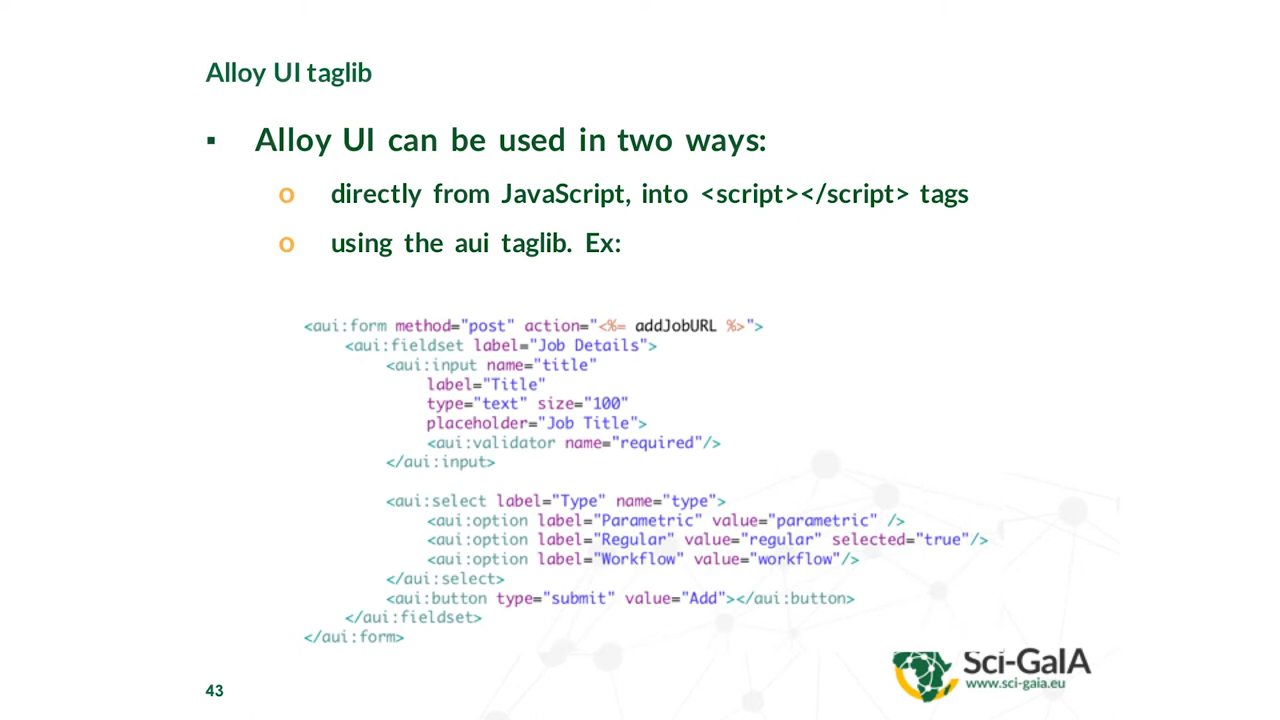 Alloy UI taglib
▪ Alloy UI can be used in two ways:
o directly from JavaScript, into <script></script> tags
o using the aui taglib. Ex:
<aui:form method="post" action="<%= addJobURL %>">
<aui:fieldset label="Job Details">
<aui:input name="title"
label="Title"
type="text" size="100"
placeholder="Job Title">
<aui:validator name="required"/>
</aui:input>
<aui:select label="Type" name="type">
<aui:option label="Parametric" value="parametric" />
<aui:option label="Regular" value="regular" selected="true"/>
<aui:option label="Workflow" value="workflow"/>
</aui:select>
<aui:button type="submit" value="Add"></aui:button>
</aui:fieldset>
</aui:form>
Sci-GaIA
www.sci-gaia.eu
43